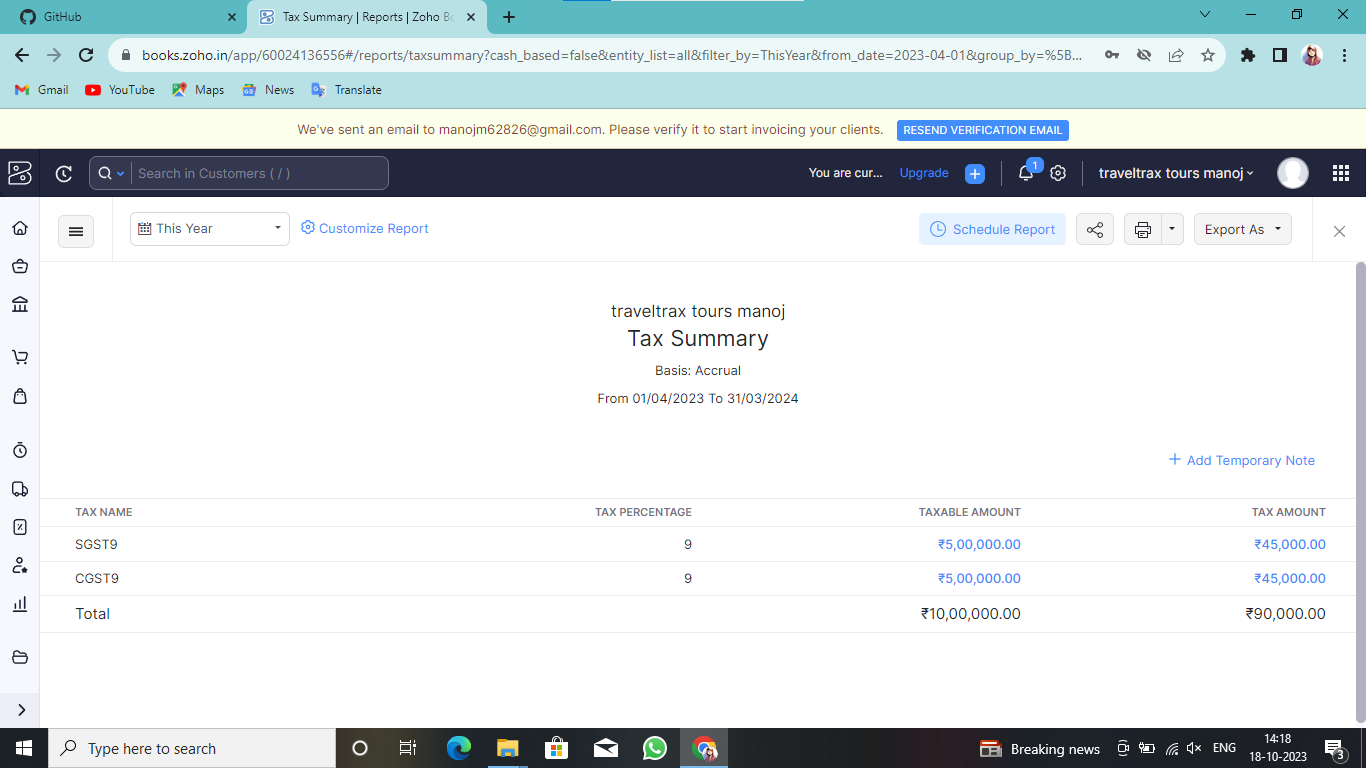 GitHub
Tax Summary | Reports | Zoho Bo
books.zoho.in/app/60024136556#/reports/taxsummary?cash_based=false&entity_list=all&filter_by=ThisYear&from_date=2023-04-01&group_by=%5B...
Gmail
YouTube
Maps
News
Translate
We've sent an email to manojm62826@gmail.com. Please verify it to start invoicing your clients.
RESEND VERIFICATION EMAIL
Search in Customers ( / )
You are cur...
Upgrade
1
traveltrax tours manoj
This Year
Customize Report
Schedule Report
Export As
traveltrax tours manoj
Tax Summary
Basis: Accrual
From 01/04/2023 To 31/03/2024
Add Temporary Note
TAX NAME TAX PERCENTAGE TAXABLE AMOUNT TAX AMOUNT
SGST9 9 ₹5,00,000.00 ₹45,000.00
CGST9 9 ₹5,00,000.00 ₹45,000.00
Total ₹10,00,000.00 ₹90,000.00
Type here to search
Breaking news
ENG
14:18
18-10-2023
3